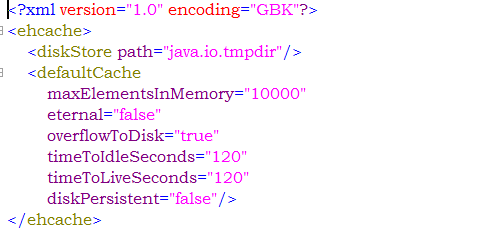 <?xml version="1.0" encoding="GBK"?>
<ehcache>
<diskStore path="java.io.tmpdir"/>
<defaultCache
maxElementsInMemory="10000"
eternal="false"
overflowToDisk="true"
timeToIdleSeconds="120"
timeToLiveSeconds="120"
diskPersistent="false"/>
</ehcache>